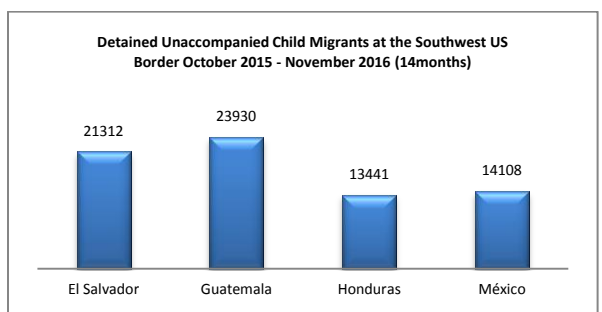 Detained Unaccompanied Child Migrants at the Southwest US
Border October 2015 - November 2016 (14months)
21312
23930
13441
14108
El Salvador
Guatemala
Honduras
México